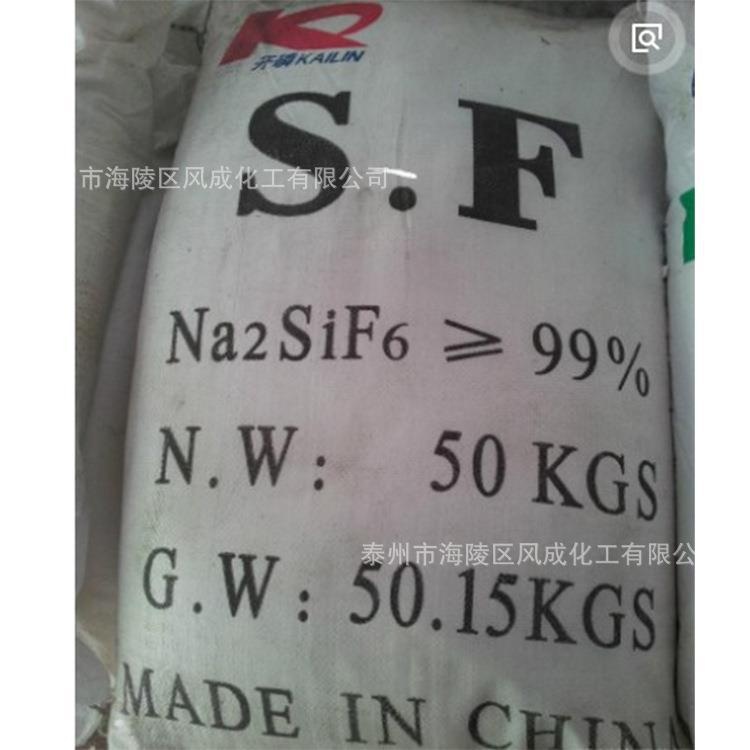 开磷KAILIN
S.F
市海陵区风成化工有限公司
Na2SiF6 ≥ 99%
N.W: 50 KGS
泰州市海陵区风成化工有限公
G.W: 50.15KGS
MADE IN CHINA